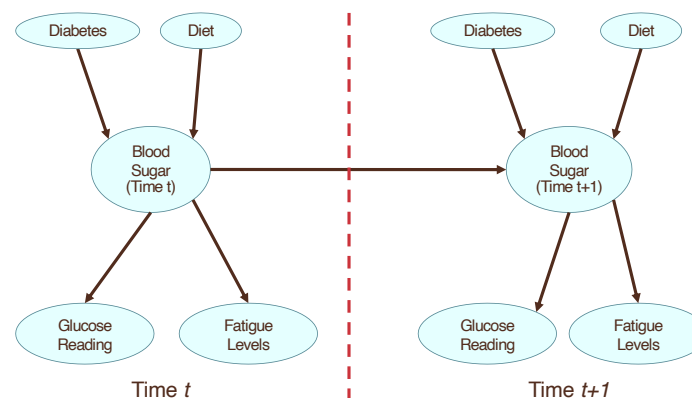 Diabetes
Diet
Blood
Sugar
(Time t)
Glucose
Reading
Fatigue
Levels
Time t
Diabetes
Diet
Blood
Sugar
(Time t+1)
Glucose
Reading
Fatigue
Levels
Time t+1